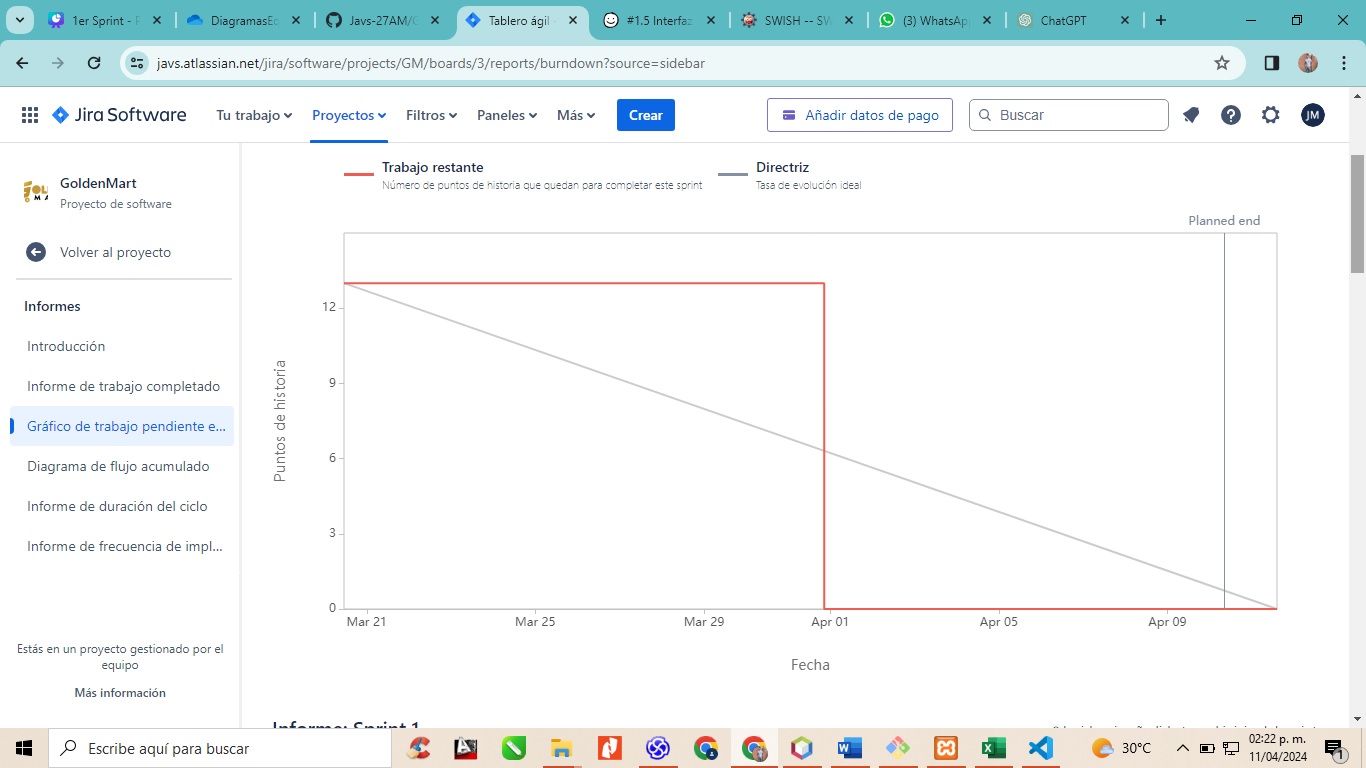 1er Sprint - P
DiagramasEq
Javs-27AM/G
Tablero ágil -
#1.5 Interfaz
SWISH -- SW
(3) WhatsApp
ChatGPT
javs.atlassian.net/jira/software/projects/GM/boards/3/reports/burndown?source=sidebar
Jira Software
Tu trabajo
Proyectos
Filtros
Paneles
Más
Crear
Añadir datos de pago
Buscar
JM
GoldenMart
Proyecto de software
Volver al proyecto
Informes
Introducción
Informe de trabajo completado
Gráfico de trabajo pendiente e...
Diagrama de flujo acumulado
Informe de duración del ciclo
Informe de frecuencia de impl...
Estás en un proyecto gestionado por el
equipo
Más información
Trabajo restante
Número de puntos de historia que quedan para completar este sprint
Directriz
Tasa de evolución ideal
Planned end
Puntos de historia
12
9
6
3
0
Mar 21
Mar 25
Mar 29
Apr 01
Apr 05
Apr 09
Fecha
Informe: Sprint 1
Escribe aquí para buscar
30°C
02:22 p. m.
11/04/2024
1